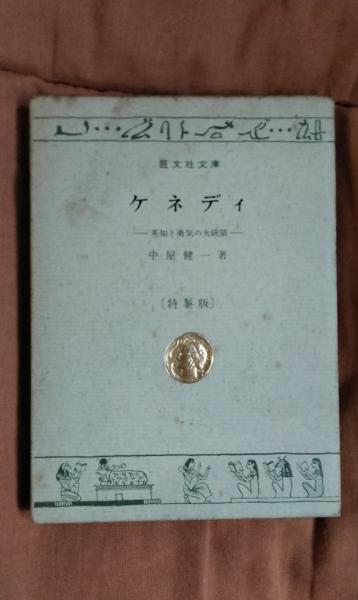 旺文社文庫
ケネディ
―英知と勇気の大統領―
中屋健一著
〔特製版〕